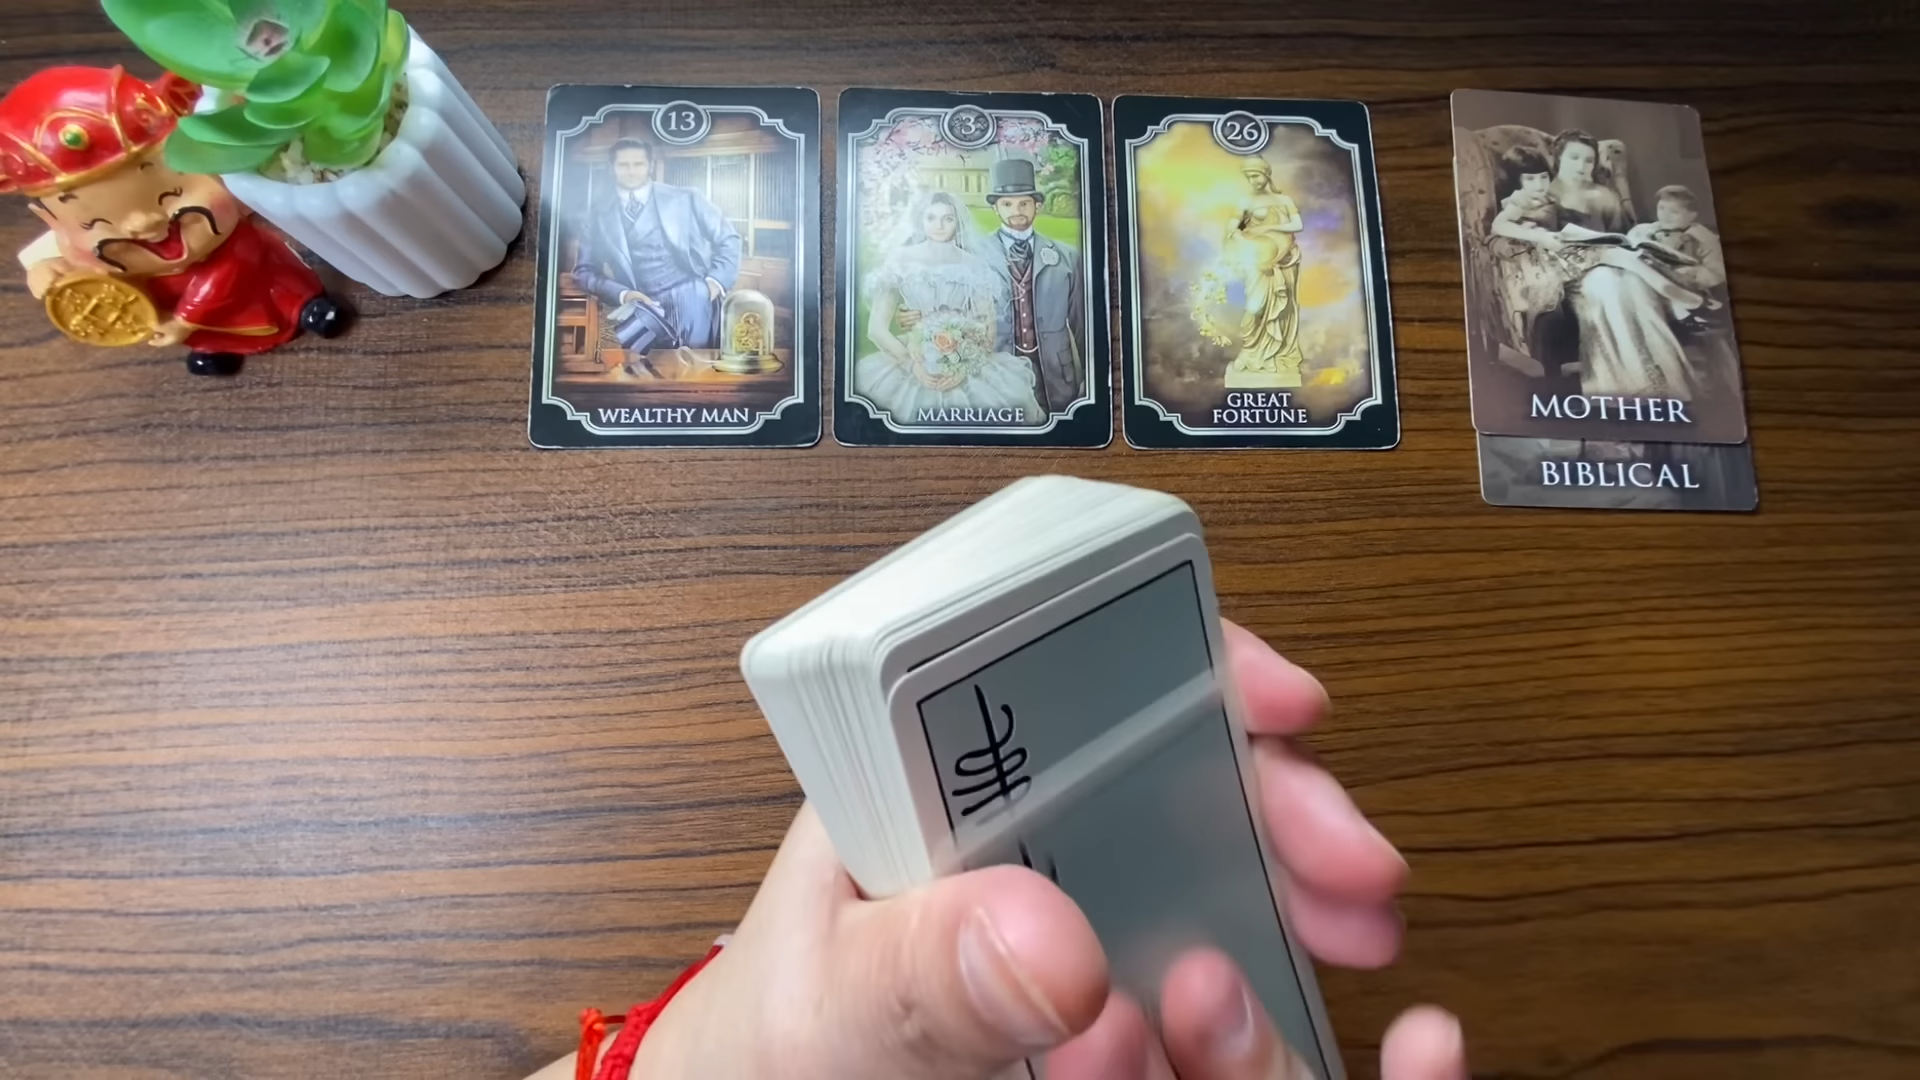 13
WEALTHY MAN
3
MARRIAGE
26
GREAT
FORTUNE
MOTHER
BIBLICAL